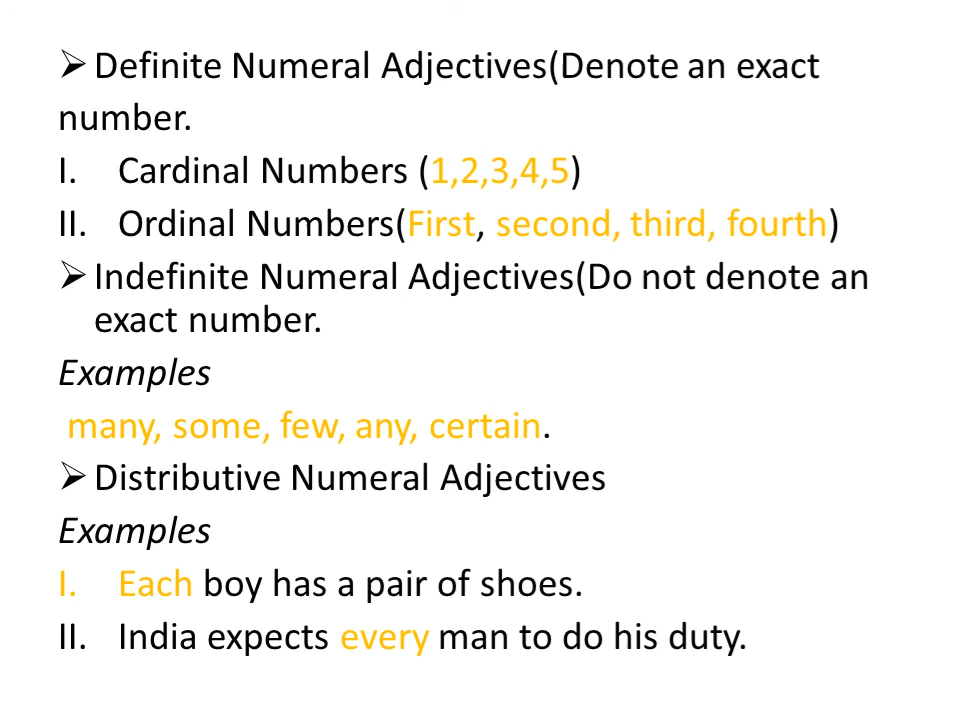 ➢ Definite Numeral Adjectives(Denote an exact
number.
I. Cardinal Numbers (1,2,3,4,5)
II. Ordinal Numbers(First, second, third, fourth)
➢ Indefinite Numeral Adjectives(Do not denote an
exact number.
Examples
many, some, few, any, certain.
➢ Distributive Numeral Adjectives
Examples
I. Each boy has a pair of shoes.
II. India expects every man to do his duty.